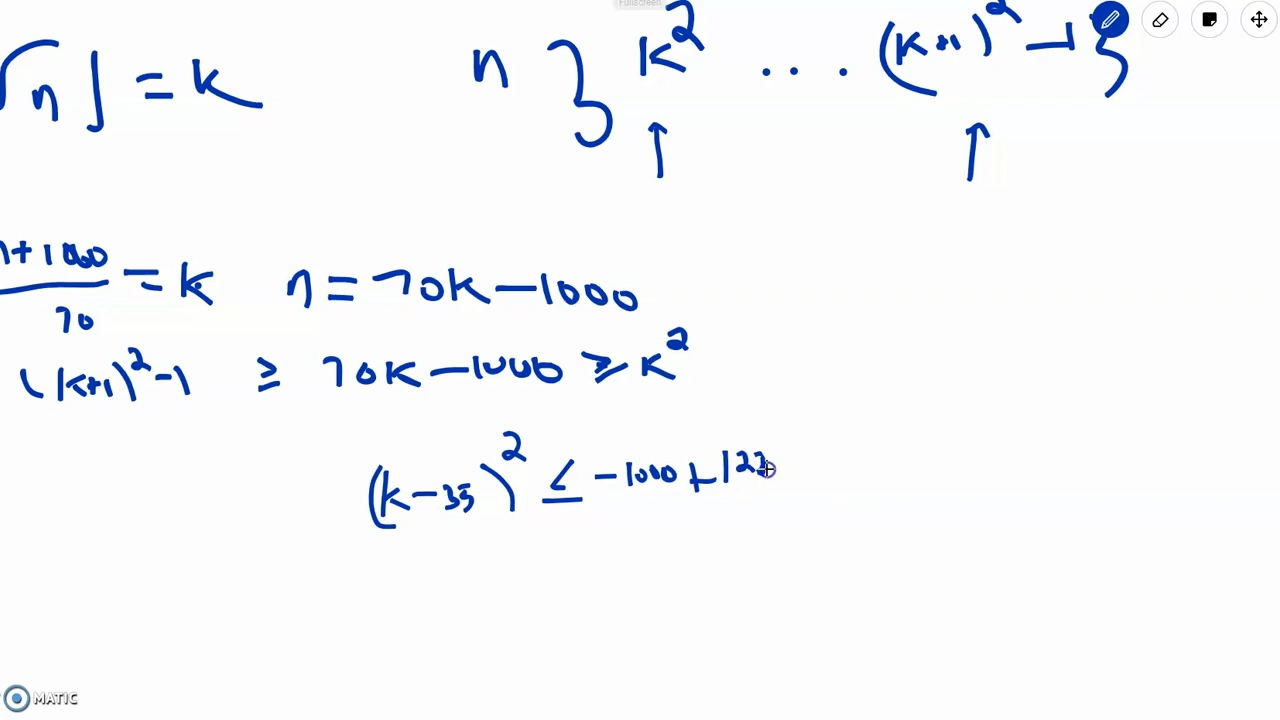 Fullscreen
√n⌋ = k n } k² ... (k+1)² - 1 }
n+1000 / 70 = k n = 70k - 1000
(k+1)² - 1 ≥ 70k - 1000 ≥ k²
(k - 35)² ≤ - 1000 + 122
MATIC